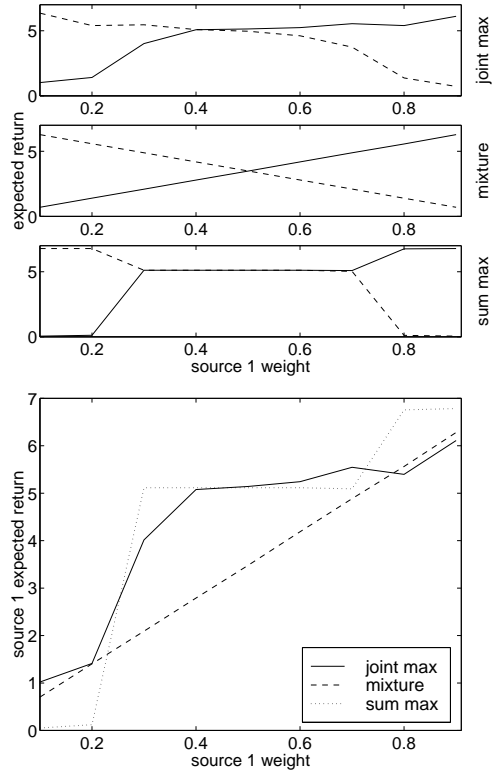 5
0
0.2 0.4 0.6 0.8
joint max
5
0
0.2 0.4 0.6 0.8
mixture
expected return
5
0
0.2 0.4 0.6 0.8
sum max
source 1 weight
7
6
5
4
3
2
1
0
0.2 0.4 0.6 0.8
source 1 expected return
source 1 weight
joint max
mixture
sum max